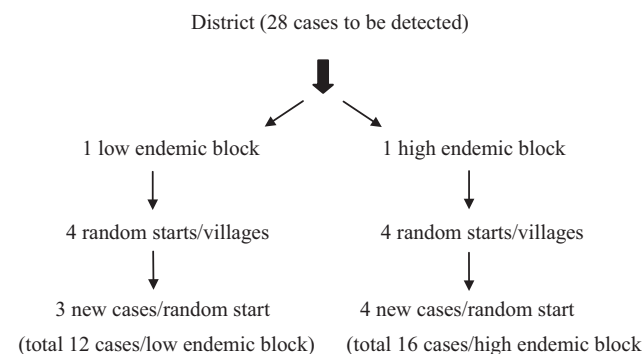 District (28 cases to be detected)
1 low endemic block
1 high endemic block
4 random starts/villages
4 random starts/villages
3 new cases/random start
(total 12 cases/low endemic block)
4 new cases/random start
(total 16 cases/high endemic block